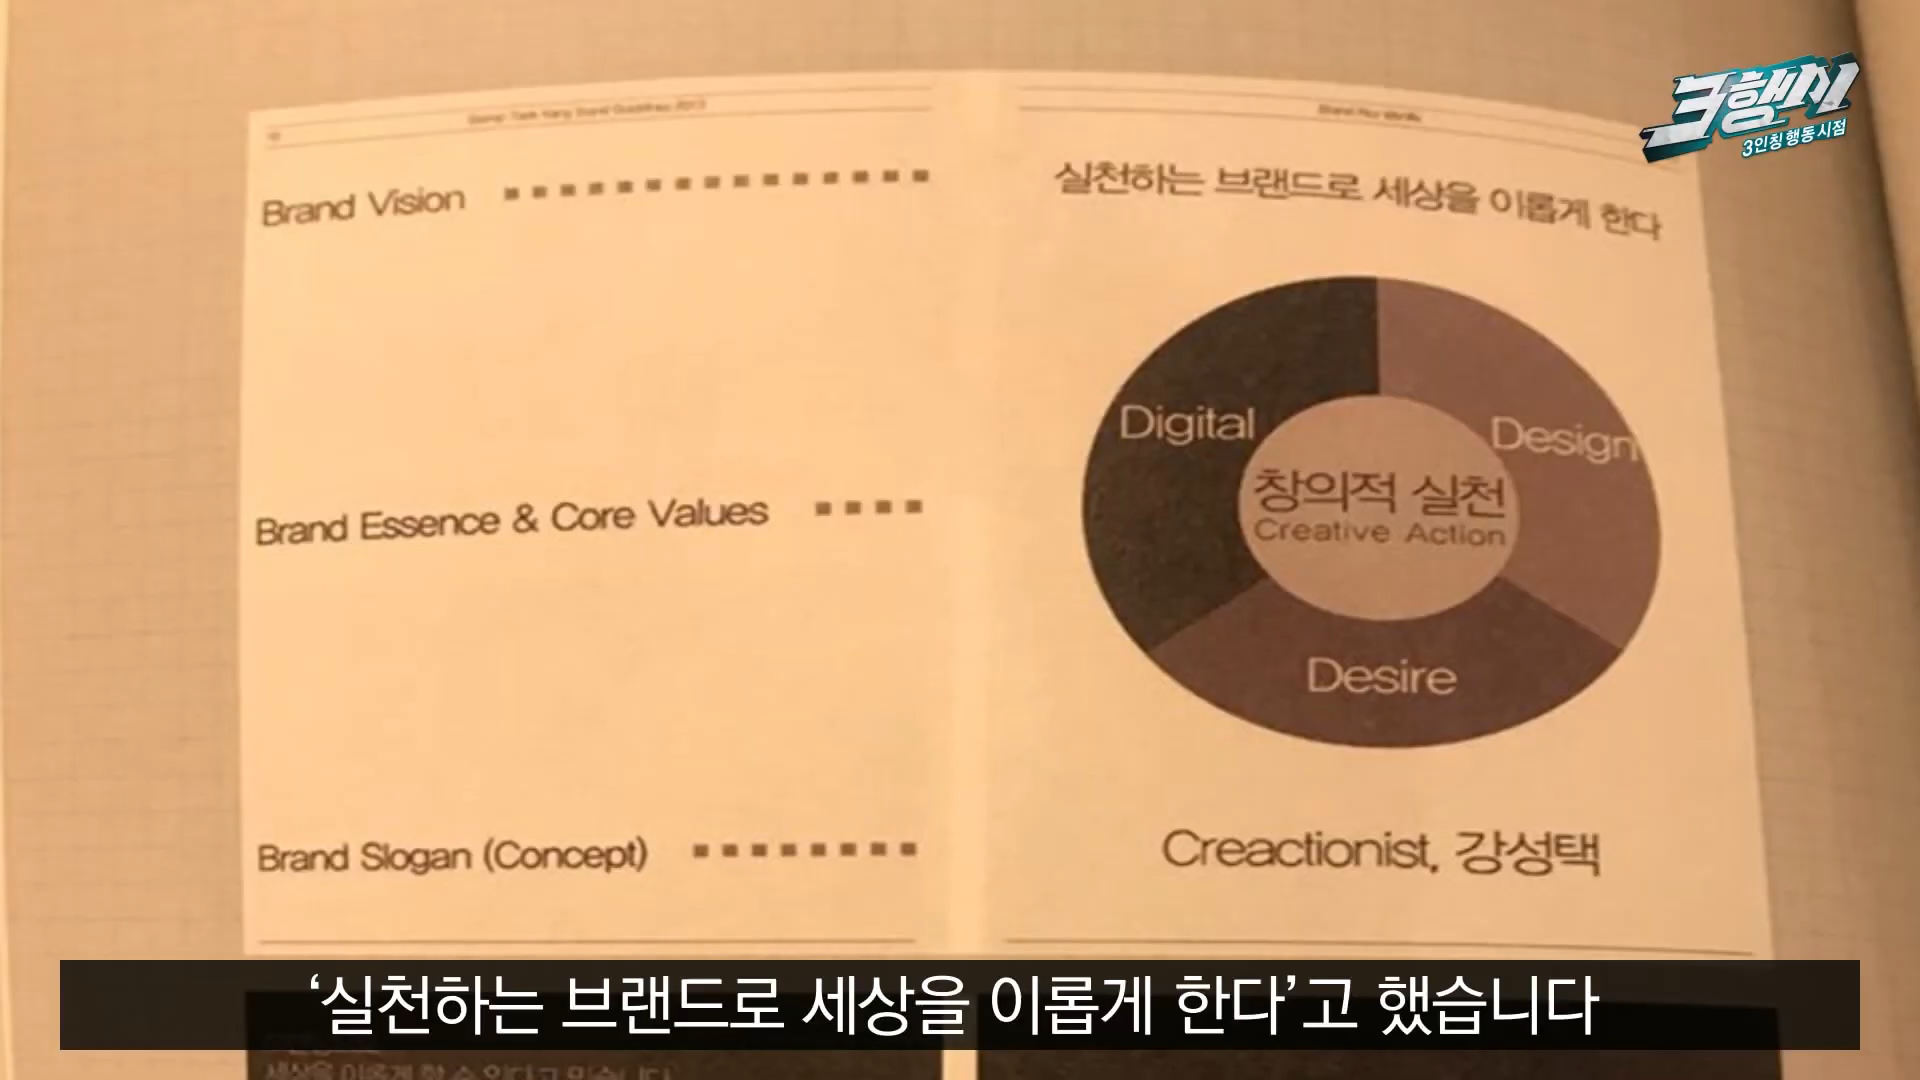 3행시
3인칭 행동 시점
Brand Vision
실천하는 브랜드로 세상을 이롭게 한다
Digital
Design
창의적 실천
Creative Action
Brand Essence & Core Values
Desire
Brand Slogan (Concept)
Creactionist, 강성택
‘실천하는 브랜드로 세상을 이롭게 한다’고 했습니다